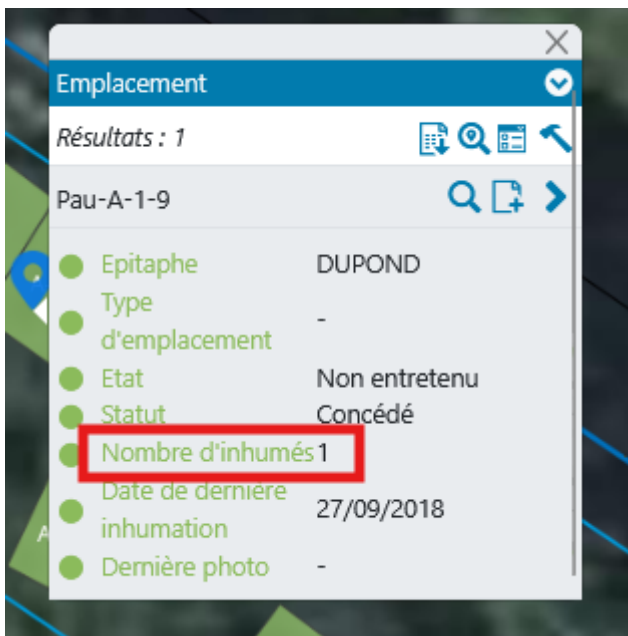 Emplacement
Résultats : 1
Pau-A-1-9
Epitaphe DUPOND
Type
d'emplacement -
Etat Non entretenu
Statut Concédé
Nombre d'inhumés 1
Date de dernière
inhumation 27/09/2018
Dernière photo -
A